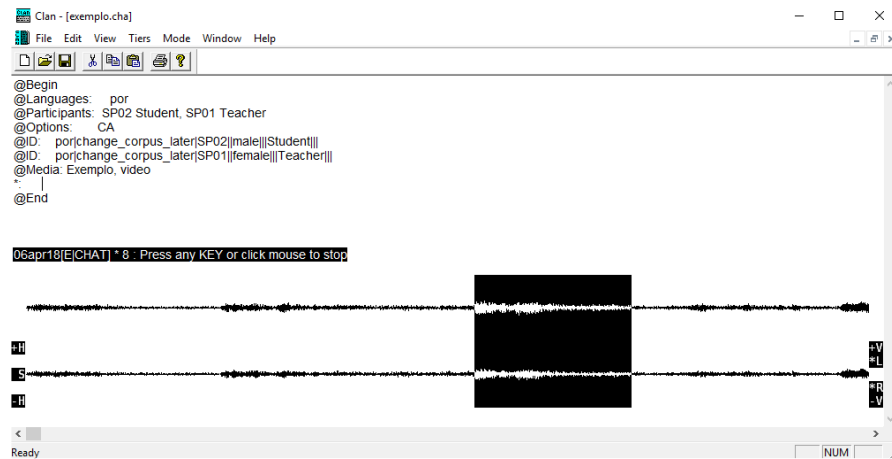 Clan - [exemplo.cha]
File Edit View Tiers Mode Window Help
@Begin
@Languages: por
@Participants: SP02 Student, SP01 Teacher
@Options: CA
@ID: por|change_corpus_later|SP02||male|||Student|||
@ID: por|change_corpus_later|SP01||female|||Teacher|||
@Media: Exemplo, video
*:
@End
06apr18[E|CHAT] * 8 : Press any KEY or click mouse to stop
+H +V
*L
S
*R
-H -V
Ready NUM